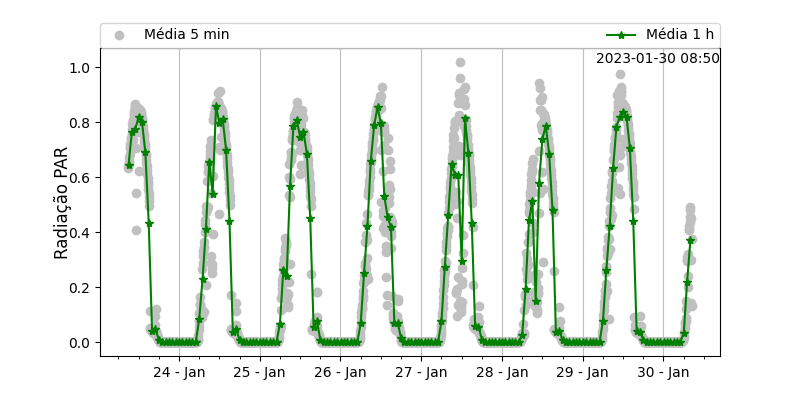 Média 5 min
Média 1 h
2023-01-30 08:50
Radiação PAR
1.0
0.8
0.6
0.4
0.2
0.0
24 - Jan
25 - Jan
26 - Jan
27 - Jan
28 - Jan
29 - Jan
30 - Jan